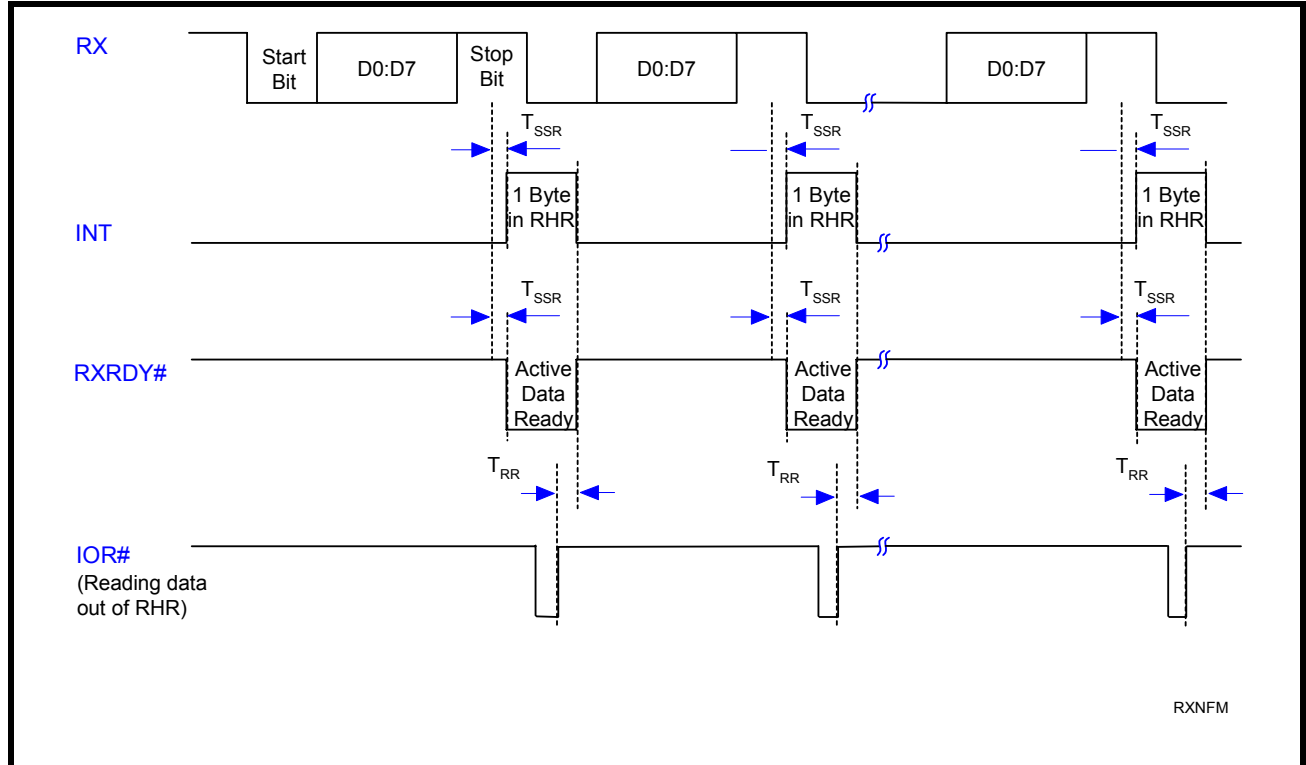 RX
Start
Bit
D0:D7
Stop
Bit
D0:D7
D0:D7
TSSR
TSSR
TSSR
INT
1 Byte
in RHR
1 Byte
in RHR
1 Byte
in RHR
TSSR
TSSR
TSSR
RXRDY#
Active
Data
Ready
Active
Data
Ready
Active
Data
Ready
TRR
TRR
TRR
IOR#
(Reading data
out of RHR)
RXNFM